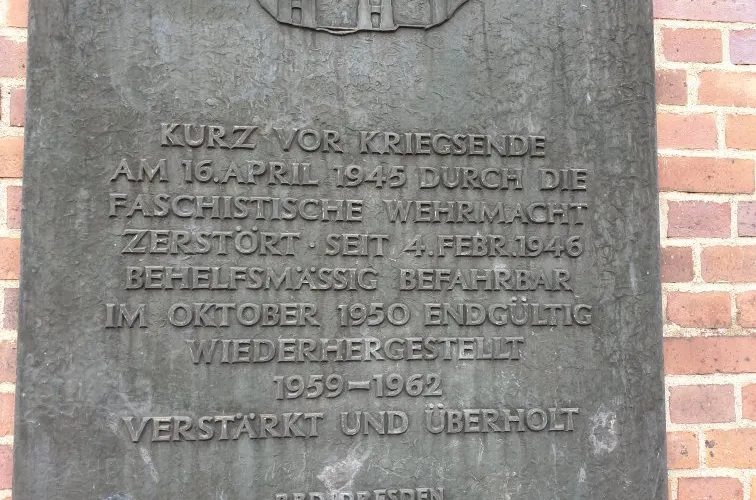 KURZ VOR KRIEGSENDE
AM 16. APRIL 1945 DURCH DIE
FASCHISTISCHE WEHRMACHT
ZERSTÖRT · SEIT 4. FEBR. 1946
BEHELFSMÄSSIG BEFAHRBAR
IM OKTOBER 1950 ENDGÜLTIG
WIEDERHERGESTELLT
1959–1962
VERSTÄRKT UND ÜBERHOLT
DRESDEN